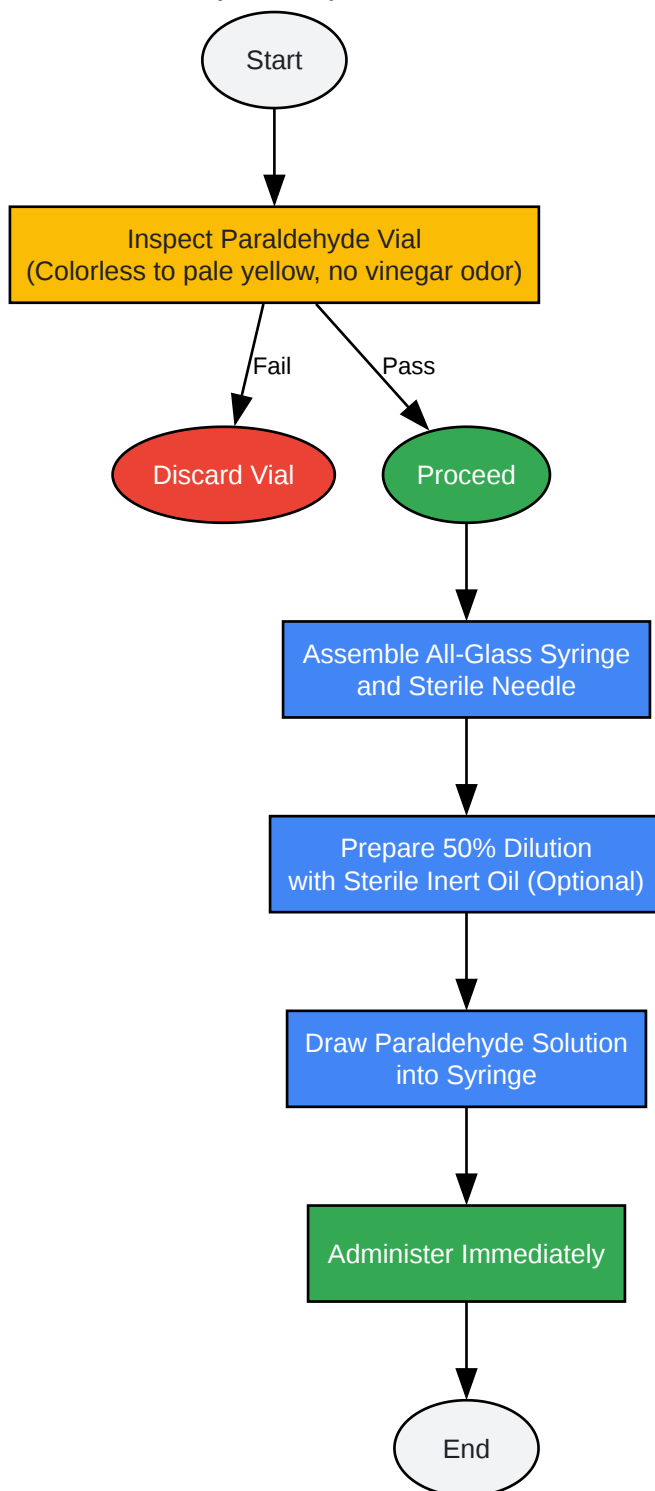 Start
Inspect Paraldehyde Vial
(Colorless to pale yellow, no vinegar odor)
Fail
Pass
Discard Vial
Proceed
Assemble All-Glass Syringe
and Sterile Needle
Prepare 50% Dilution
with Sterile Inert Oil (Optional)
Draw Paraldehyde Solution
into Syringe
Administer Immediately
End